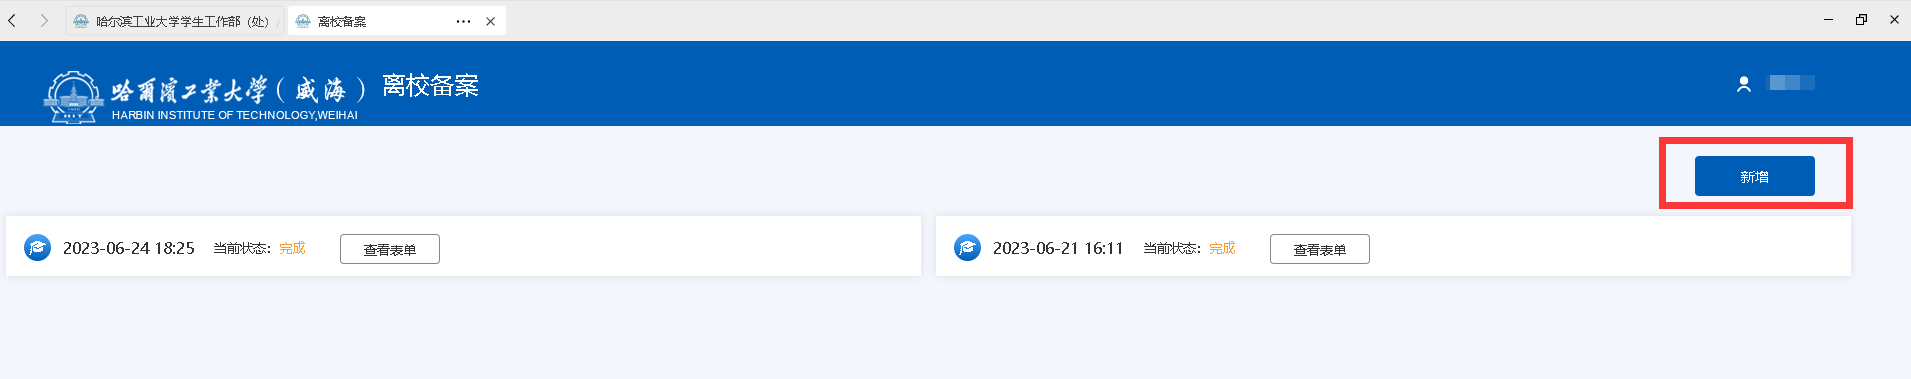 哈尔滨工业大学学生工作部（处）/
离校备案
哈爾濱工業大学（威海）
HARBIN INSTITUTE OF TECHNOLOGY,WEIHAI
离校备案
新增
2023-06-24 18:25 当前状态：完成 查看表单
2023-06-21 16:11 当前状态：完成 查看表单